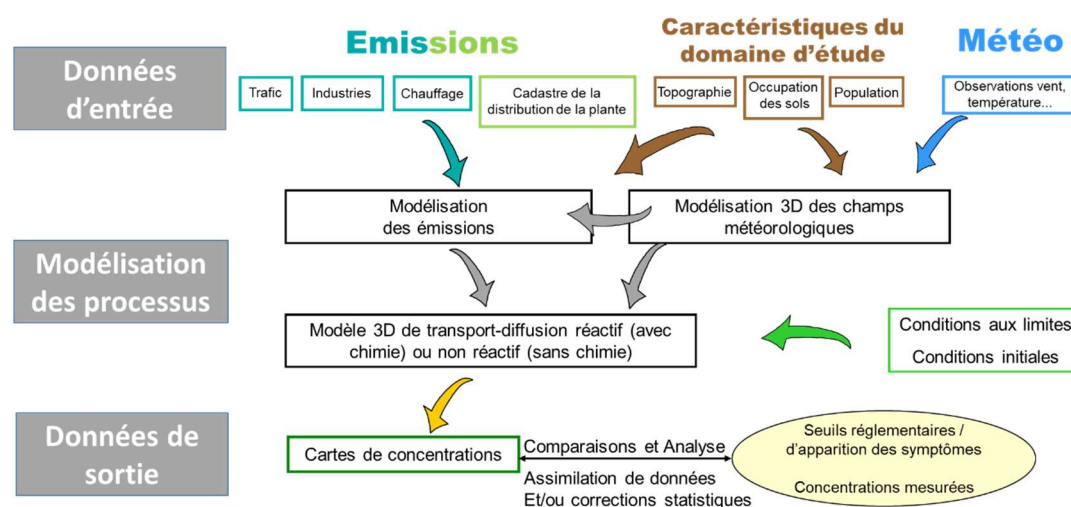 Emissions
Caractéristiques du
domaine d'étude
Météo
Données
d'entrée
Trafic
Industries
Chauffage
Cadastre de la
distribution de la plante
Topographie
Occupation
des sols
Population
Observations vent,
température...
Modélisation
des émissions
Modélisation 3D des champs
météorologiques
Modélisation
des processus
Modèle 3D de transport-diffusion réactif (avec
chimie) ou non réactif (sans chimie)
Conditions aux limites
Conditions initiales
Données de
sortie
Cartes de concentrations
Comparaisons et Analyse
Assimilation de données
Et/ou corrections statistiques
Seuils réglementaires /
d'apparition des symptômes
Concentrations mesurées